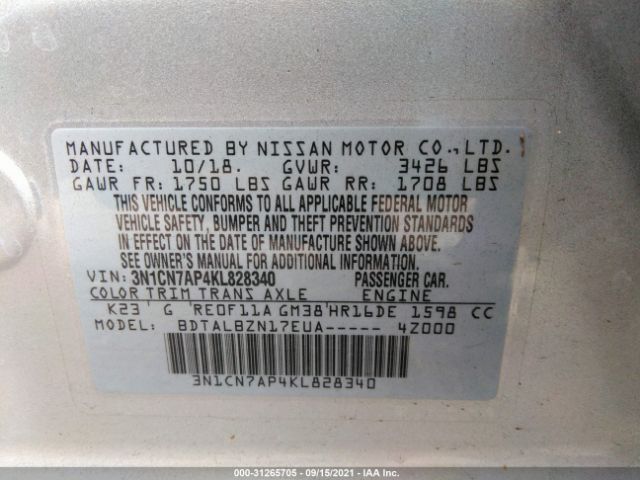 MANUFACTURED BY NISSAN MOTOR CO., LTD.
DATE: 10/18. GVWR: 3426 LBS
GAWR FR: 1750 LBS GAWR RR: 1708 LBS
THIS VEHICLE CONFORMS TO ALL APPLICABLE FEDERAL MOTOR
VEHICLE SAFETY, BUMPER AND THEFT PREVENTION STANDARDS
IN EFFECT ON THE DATE OF MANUFACTURE SHOWN ABOVE.
SEE OWNER'S MANUAL FOR ADDITIONAL INFORMATION.
VIN: 3N1CN7AP4KL828340 PASSENGER CAR.
COLOR TRIM TRANS AXLE ENGINE
K23 G RE0F11A GM38 HR16DE 1598 CC
MODEL: BDTALBZN17EUA----- 4Z000
3N1CN7AP4KL828340
000-31265705 - 09/15/2021 - IAA Inc.